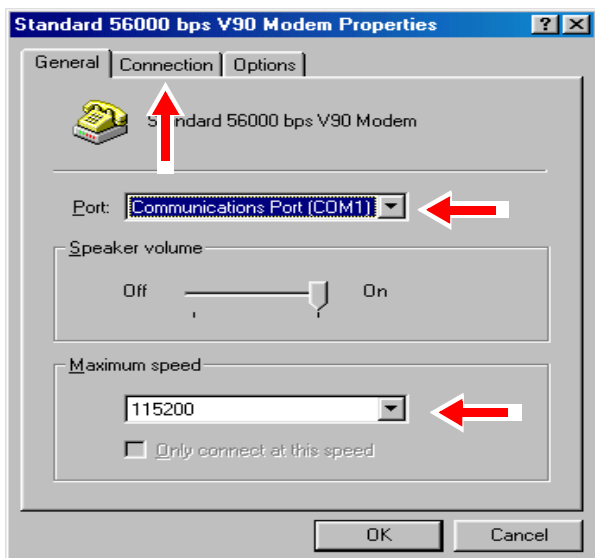 Standard 56000 bps V90 Modem Properties
General Connection Options
Standard 56000 bps V90 Modem
Port: Communications Port (COM1)
Speaker volume
Off On
Maximum speed
115200
Only connect at this speed
OK Cancel